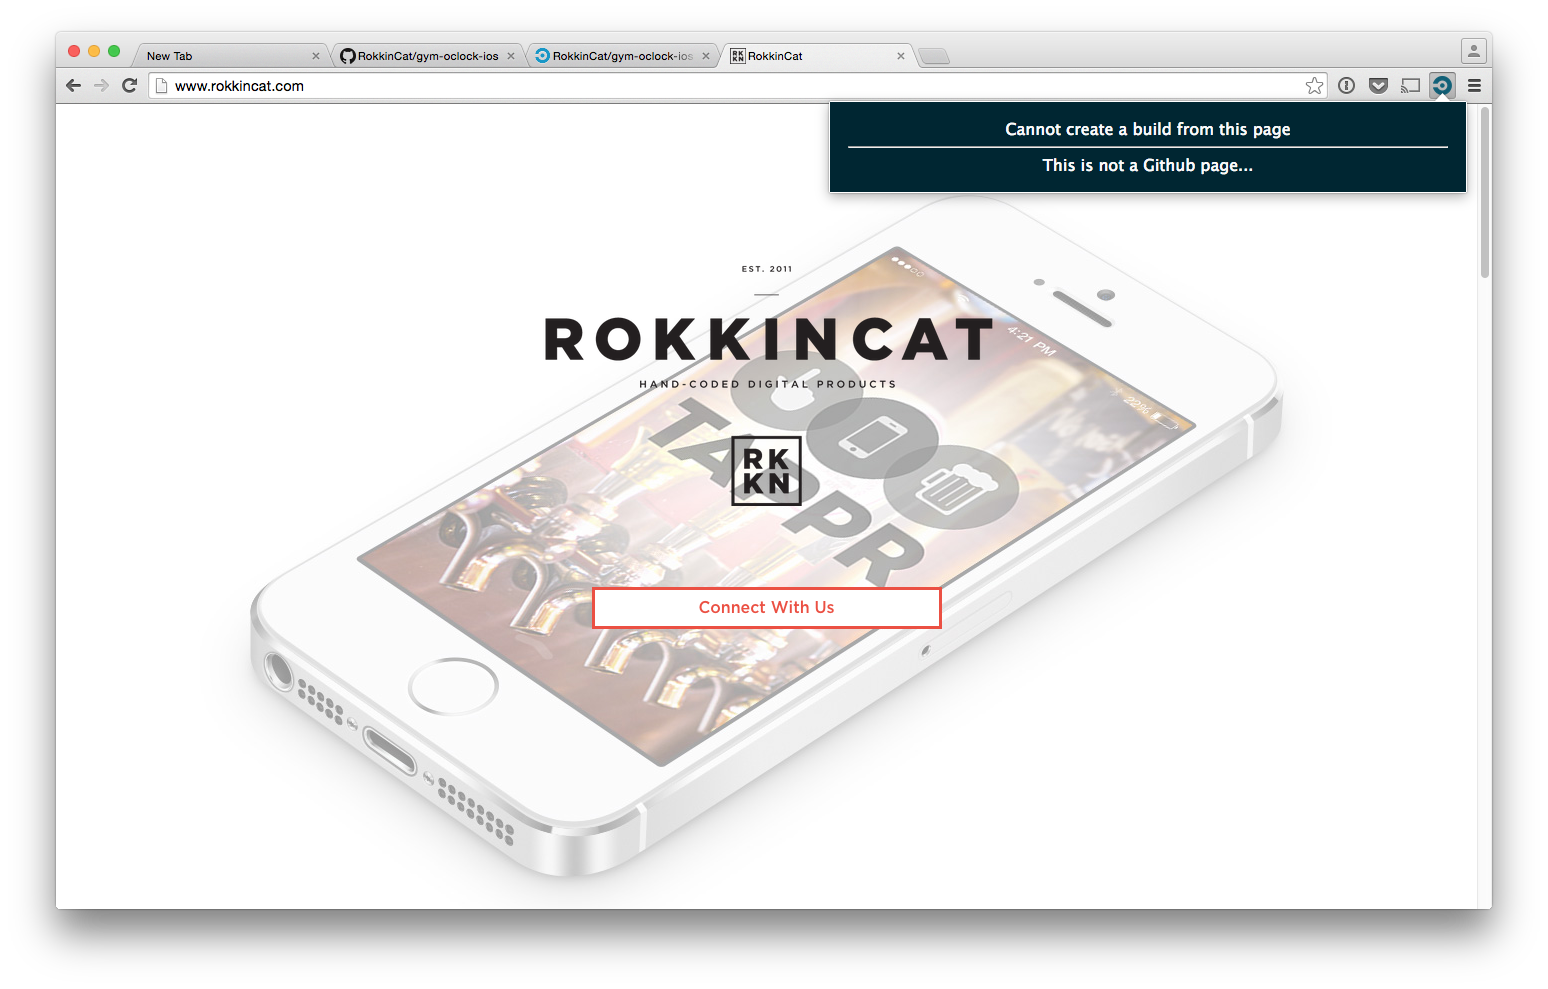 New Tab
RokkinCat/gym-oclock-ios
RokkinCat/gym-oclock-ios
RK
KN
RokkinCat
www.rokkincat.com
Cannot create a build from this page
This is not a Github page...
EST. 2011
ROKKINCAT
HAND-CODED DIGITAL PRODUCTS
4:21 PM
22%
TAPPR
RK
KN
Connect With Us